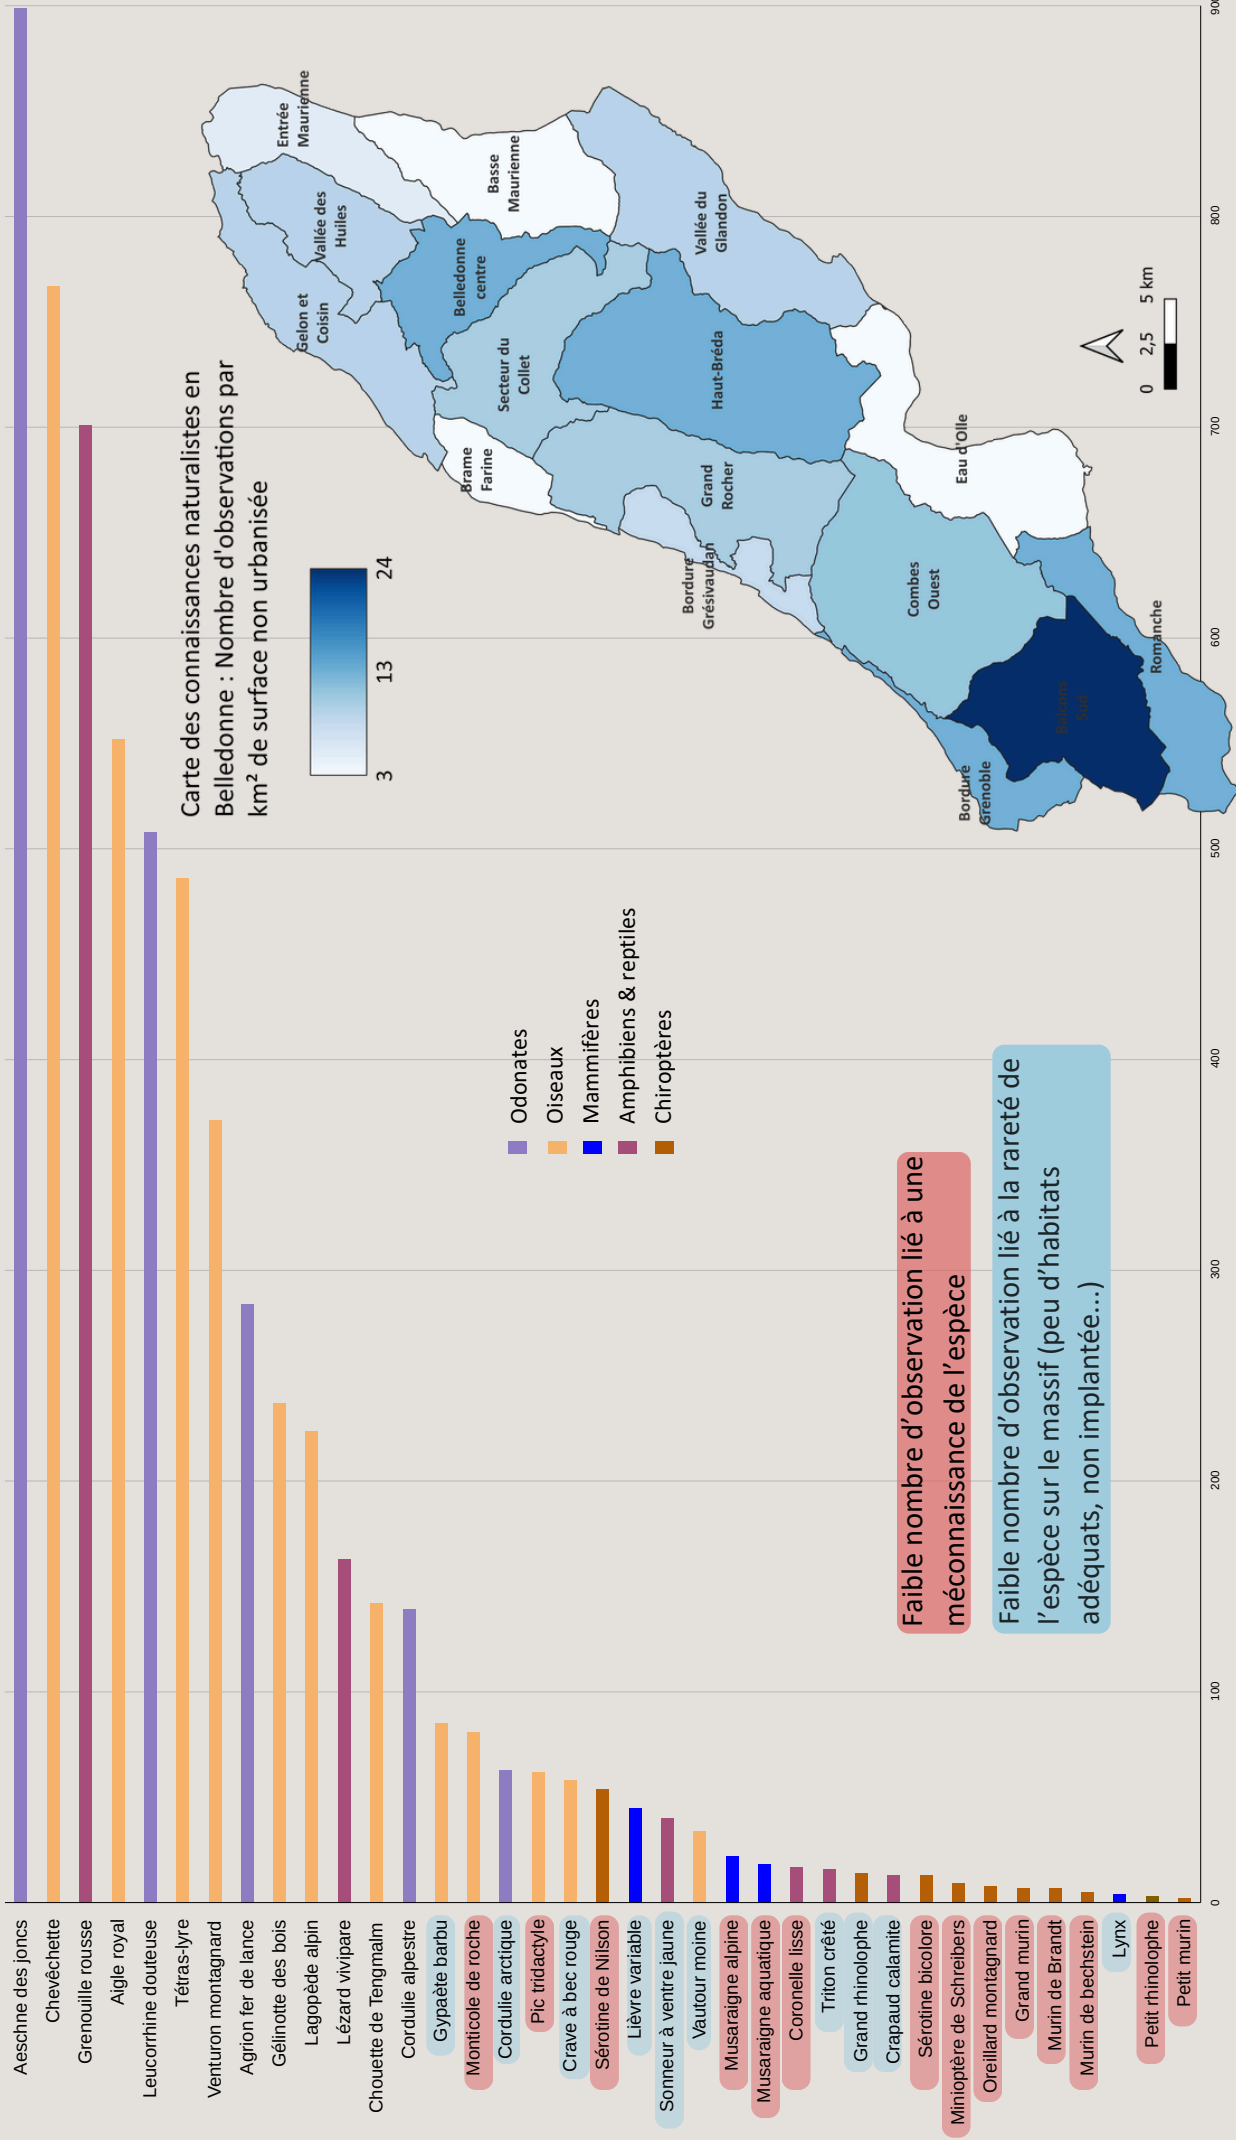 Aeschne des joncs
Chevêchette
Grenouille rousse
Aigle royal
Leucorrhine douteuse
Tétras-lyre
Venturon montagnard
Agrion fer de lance
Gélinotte des bois
Lagopède alpin
Lézard vivipare
Chouette de Tengmalm
Cordulie alpestre
Gypaète barbu
Monticole de roche
Cordulie arctique
Pic tridactyle
Crave à bec rouge
Sérotine de Nilson
Lièvre variable
Sonneur à ventre jaune
Vautour moine
Musaraigne alpine
Musaraigne aquatique
Coronelle lisse
Triton crêté
Grand rhinolophe
Crapaud calamite
Sérotine bicolore
Minioptère de Schreibers
Oreillard montagnard
Grand murin
Murin de Brandt
Murin de bechstein
Lynx
Petit rhinolophe
Petit murin
0
100
200
300
400
500
600
700
800
900
Odonates
Oiseaux
Mammifères
Amphibiens & reptiles
Chiroptères
Faible nombre d'observation lié à une
méconnaissance de l'espèce
Faible nombre d'observation lié à la rareté de
l'espèce sur le massif (peu d'habitats
adéquats, non implantée...)
Carte des connaissances naturalistes en
Belledonne : Nombre d'observations par
km² de surface non urbanisée
3
13
24
Entrée
Maurienne
Vallée des
Huiles
Gelon et
Coisin
Basse
Maurienne
Belledonne
centre
Secteur du
Collet
Brame
Farine
Vallée du
Glandon
Haut-Bréda
Grand
Rocher
Bordure
Grésivaudan
Eau d'Olle
Combes
Ouest
Balcons
Sud
Romanche
Bordure
Grenoble
0
2,5
5 km